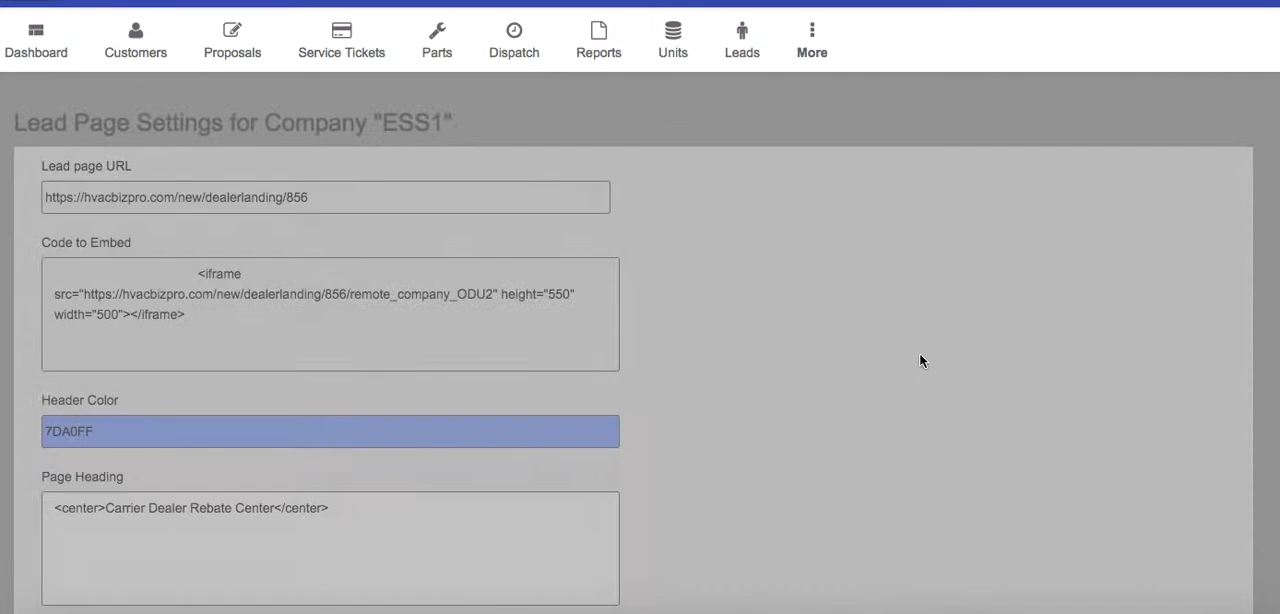 Dashboard Customers Proposals Service Tickets Parts Dispatch Reports Units Leads More
Lead Page Settings for Company "ESS1"
Lead page URL
https://hvacbizpro.com/new/dealerlanding/856
Code to Embed
<iframe
src="https://hvacbizpro.com/new/dealerlanding/856/remote_company_ODU2" height="550"
width="500"></iframe>
Header Color
7DA0FF
Page Heading
<center>Carrier Dealer Rebate Center</center>